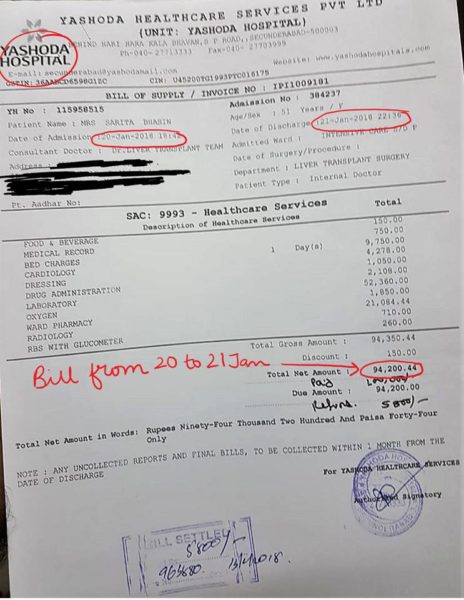 YASHODA HEALTHCARE SERVICES PVT LTD
(UNIT: YASHODA HOSPITAL)
YASHODA
HOSPITAL
BEHIND HARI HARA KALA BHAVAN, S P ROAD,,SECUNDERABAD-500003
Ph-040- 27713333 Fax-040- 27703999
E-mail: secunderabad@yashodamail.com
Website: www.yashodahospitals.com
CIN: U45200TG1993PTC016175
BILL OF SUPPLY / INVOICE NO : IPI1009181
YH No : 115958515
Admission No : 384237
Patient Name : MRS SARITA BHASIN
Age/Sex : 51 Years / F
Date of Admission :20-Jan-2018 18:42
Date of Discharge :21-Jan-2018 22:36
Consultant Doctor : Dr.LIVER TRANSPLANT TEAM
Admitted Ward : INTENSIVE CARE
Address :
Date of Surgery/Procedure :
Department : LIVER TRANSPLANT SURGERY
Patient Type : Internal Doctor
Pt. Aadhar No:
SAC: 9993 - Healthcare Services
Description of Healthcare Services Total
FOOD & BEVERAGE 150.00
MEDICAL RECORD 750.00
BED CHARGES 1 Day(s) 9,750.00
CARDIOLOGY 4,278.00
DRESSING 1,050.00
DRUG ADMINISTRATION 2,108.00
LABORATORY 52,360.00
OXYGEN 1,850.00
WARD PHARMACY 21,084.44
RADIOLOGY 710.00
RBS WITH GLUCOMETER 260.00
Total Gross Amount : 94,350.44
Discount : 150.00
Bill from 20 to 21 Jan
Total Net Amount : 94,200.44
Pay
Due Amount : 94,200.00
5800/-
Total Net Amount in Words: Rupees Ninety-Four Thousand Two Hundred And Paisa Forty-Four
Only
NOTE : ANY UNCOLLECTED REPORTS AND FINAL BILLS, TO BE COLLECTED WITHIN 1 MONTH FROM THE
DATE OF DISCHARGE
For YASHODA HEALTHCARE SERVICES
Authorised Signatory
BILL SETTLED
5800/-